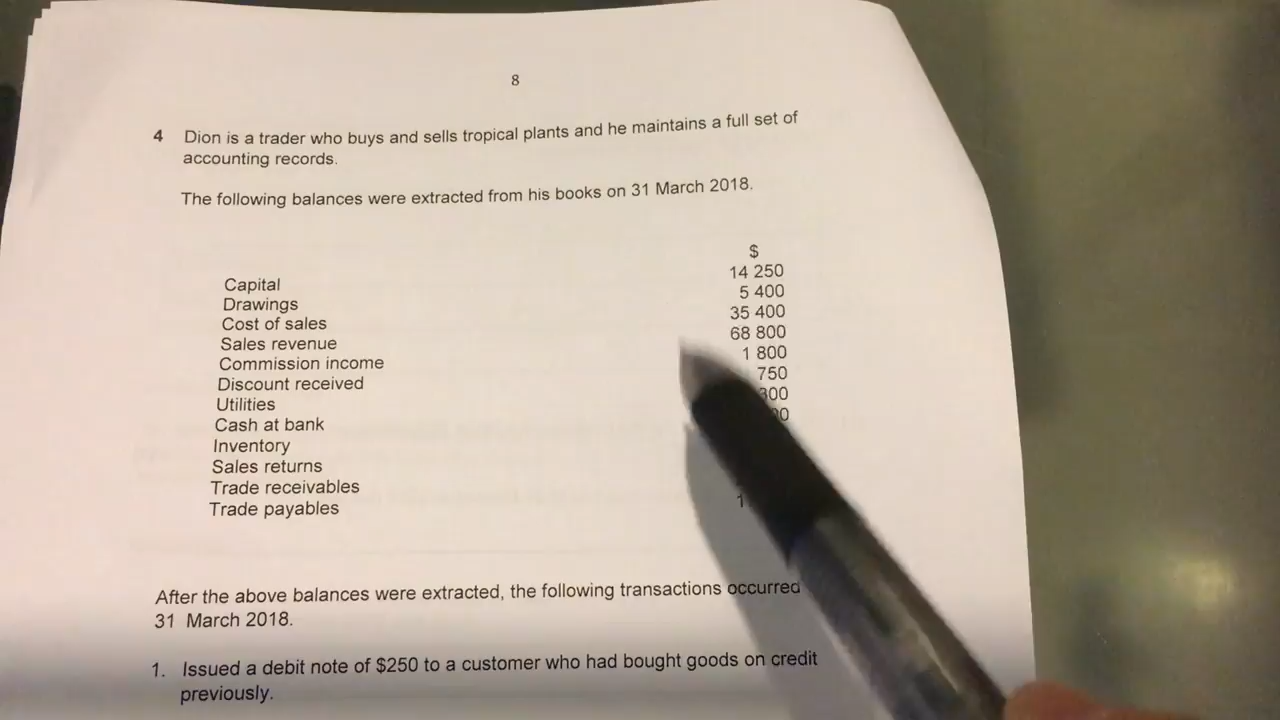 8
4 Dion is a trader who buys and sells tropical plants and he maintains a full set of
accounting records.
The following balances were extracted from his books on 31 March 2018.
$
Capital 14 250
Drawings 5 400
Cost of sales 35 400
Sales revenue 68 800
Commission income 1 800
Discount received 750
Utilities
Cash at bank
Inventory
Sales returns
Trade receivables
Trade payables
After the above balances were extracted, the following transactions occurred
31 March 2018.
1. Issued a debit note of $250 to a customer who had bought goods on credit
previously.